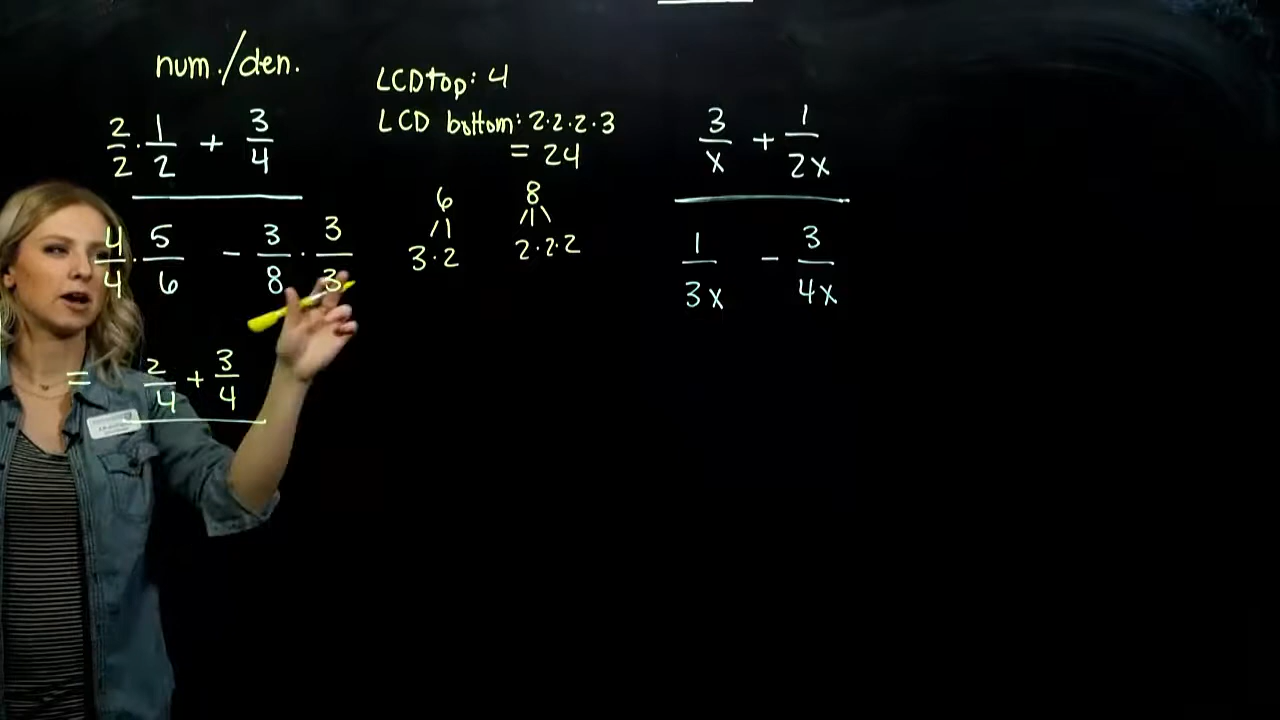 num./den.
2/2 · 1/2 + 3/4
4/4 · 5/6 - 3/8 · 3/3
= 2/4 + 3/4
LCD top: 4
LCD bottom: 2·2·2·3
= 24
6 8
3·2 2·2·2
3/x + 1/2x
1/3x - 3/4x